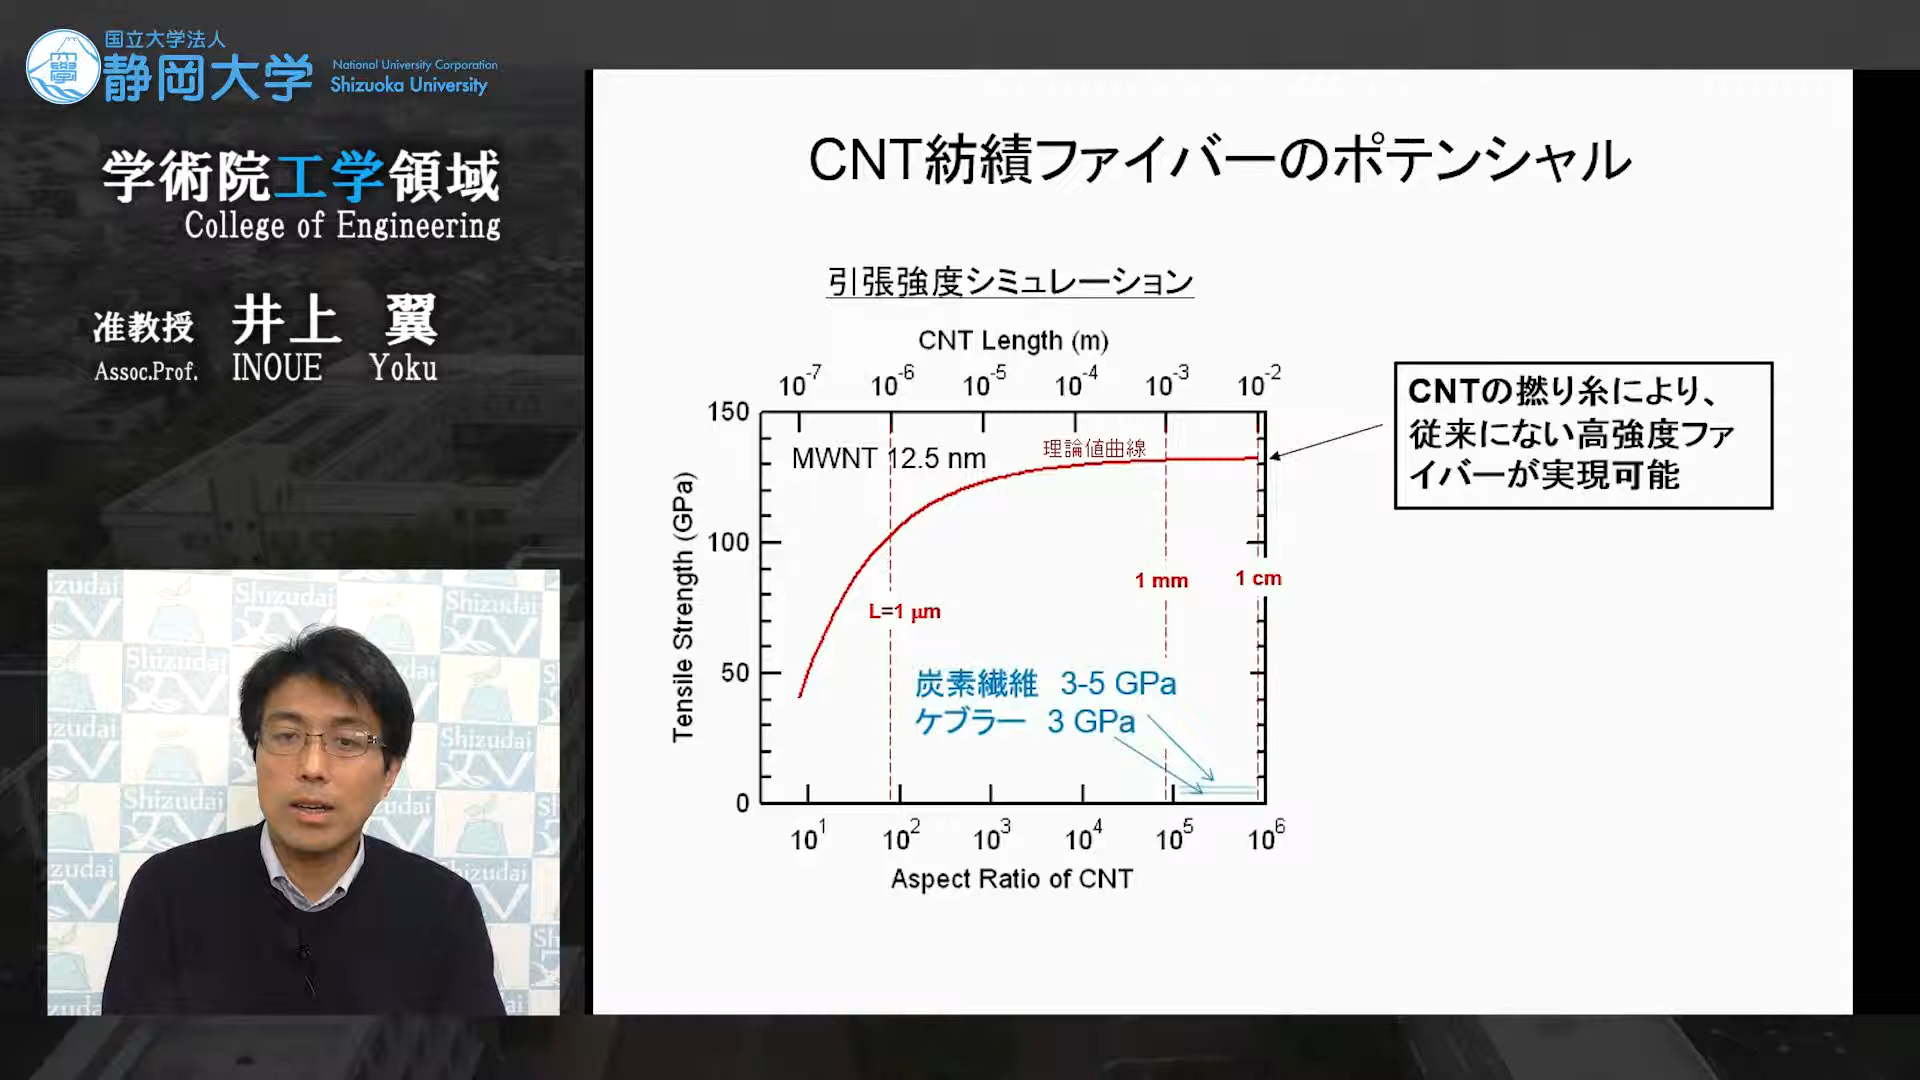 国立大学法人
静岡大学
National University Corporation
Shizuoka University
学術院工学領域
College of Engineering
准教授 井上 翼
Assoc.Prof. INOUE Yoku
CNT紡績ファイバーのポテンシャル
引張強度シミュレーション
CNT Length (m)
10-7 10-6 10-5 10-4 10-3 10-2
150
100
50
0
Tensile Strength (GPa)
MWNT 12.5 nm
理論値曲線
L=1 μm
1 mm
1 cm
炭素繊維 3-5 GPa
ケブラー 3 GPa
101 102 103 104 105 106
Aspect Ratio of CNT
CNTの撚り糸により、
従来にない高強度ファ
イバーが実現可能
Shizudai
TV